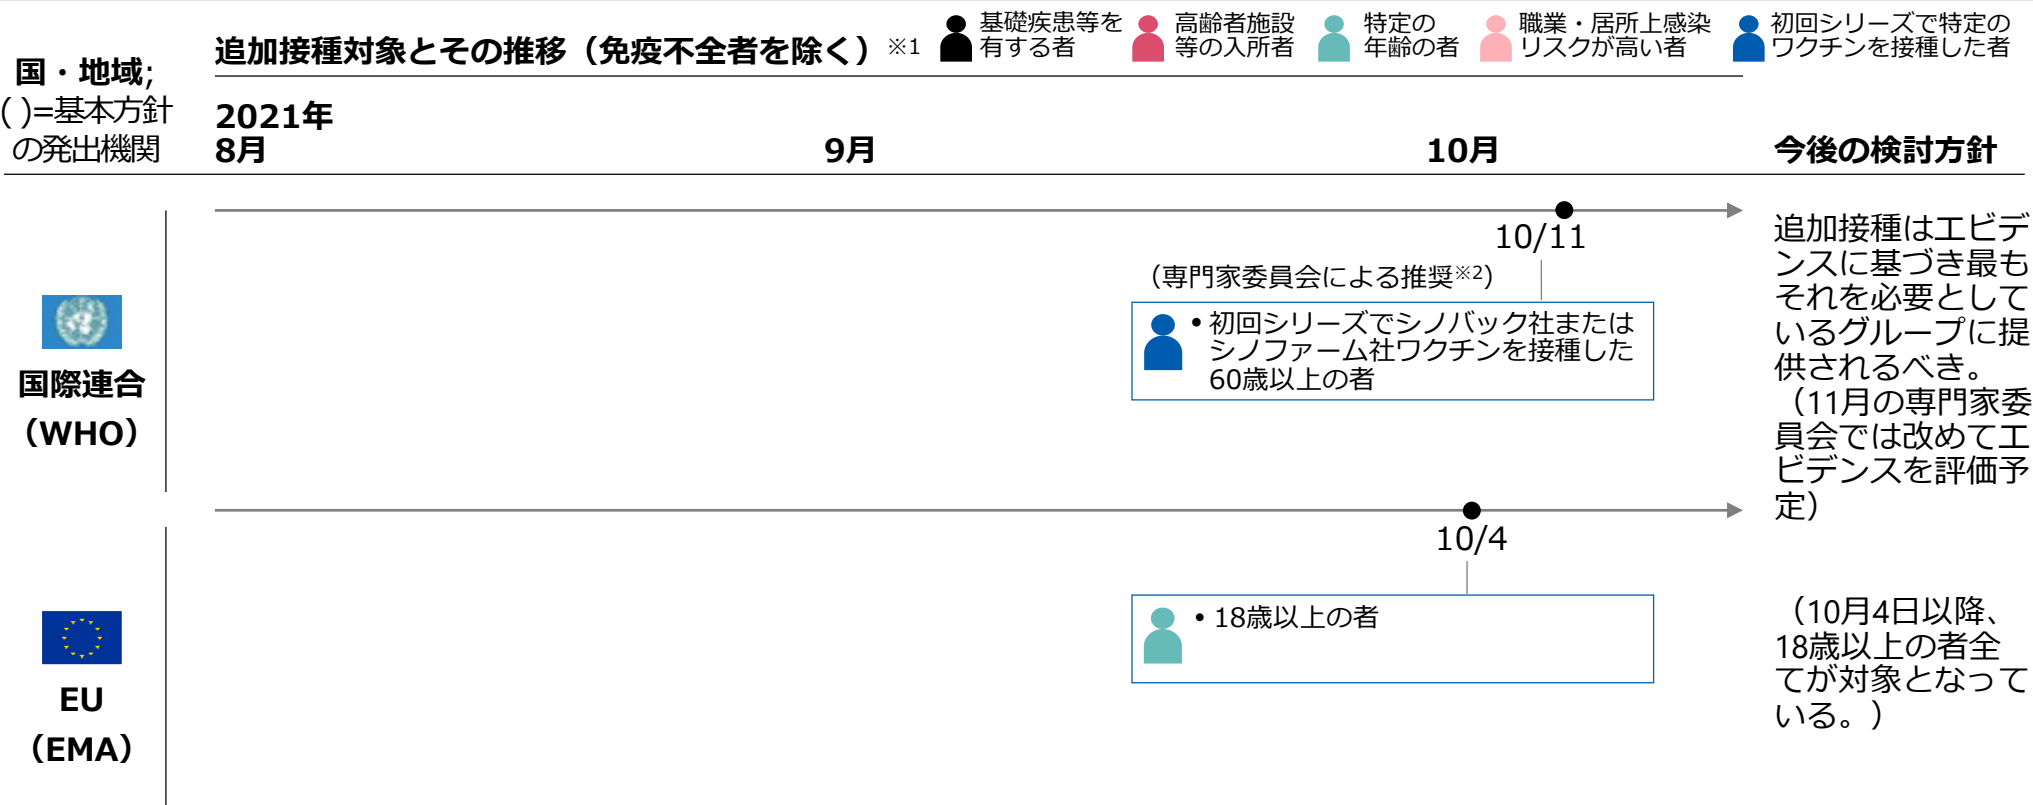 追加接種対象とその推移（免疫不全者を除く）※1
基礎疾患等を
有する者
高齢者施設
等の入所者
特定の
年齢の者
職業・居所上感染
リスクが高い者
初回シリーズで特定の
ワクチンを接種した者
国・地域;
( )=基本方針
の発出機関
2021年
8月
9月
10月
今後の検討方針
国際連合
（WHO）
10/11
（専門家委員会による推奨※2）
• 初回シリーズでシノバック社または
シノファーム社ワクチンを接種した
60歳以上の者
追加接種はエビデ
ンスに基づき最も
それを必要として
いるグループに提
供されるべき。
（11月の専門家委
員会では改めてエ
ビデンスを評価予
定）
EU
（EMA）
10/4
• 18歳以上の者
（10月4日以降、
18歳以上の者全
てが対象となって
いる。）